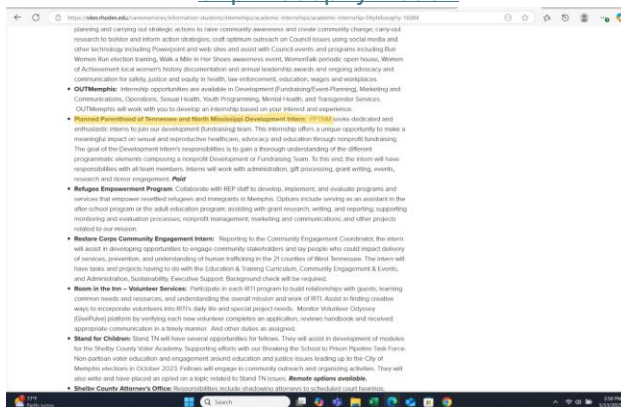 https://sites.rhodes.edu/careerservices/information-students/internships/academic-internships/academic-internship-0#philosophy-16084
planning and carrying out strategic actions to raise community awareness and create community change; carry-out
research to bolster and inform action strategies; craft optimum outreach on Council issues using social media and
other technology including Powerpoint and web sites and assist with Council events and programs including Run
Women Run election training, Walk a Mile in Her Shoes awareness event, WomenTalk periodic open house, Women
of Achievement local women's history documentation and annual leadership awards and ongoing advocacy and
communication for safety, justice and equity in health, law enforcement, education, wages and workplaces.
• OUTMemphis: Internship opportunities are available in Development (Fundraising/Event-Planning), Marketing and
Communications, Operations, Sexual Health, Youth Programming, Mental Health, and Transgender Services.
OUTMemphis will work with you to develop an internship based on your interest and experience.
• Planned Parenthood of Tennessee and North Mississippi Development Intern PPTNM seeks dedicated and
enthusiastic interns to join our development (fundraising) team. This internship offers a unique opportunity to make a
meaningful impact on sexual and reproductive healthcare, advocacy and education through nonprofit fundraising.
The goal of the Development Intern's responsibilities is to gain a thorough understanding of the different
programmatic elements composing a nonprofit Development or Fundraising Team. To this end, the intern will have
responsibilities with all team members. Interns will work with administration, gift processing, grant writing, events,
research and donor engagement. Paid
• Refugee Empowerment Program: Collaborate with REP staff to develop, implement, and evaluate programs and
services that empower resettled refugees and immigrants in Memphis. Options include serving as an assistant in the
after-school program or the adult education program; assisting with grant research, writing, and reporting; supporting
monitoring and evaluation processes; nonprofit management; marketing and communications; and other projects
related to our mission.
• Restore Corps Community Engagement Intern: Reporting to the Community Engagement Coordinator, the intern
will assist in developing opportunities to engage community stakeholders and lay people who could impact delivery
of services, prevention, and understanding of human trafficking in the 21 counties of West Tennessee. The intern will
have tasks and projects having to do with the Education & Training Curriculum, Community Engagement & Events,
and Administration, Sustainability, Executive Support. Background check will be required.
• Room in the Inn – Volunteer Services: Participate in each RITI program to build relationships with guests, learning
common needs and resources, and understanding the overall mission and work of RITI. Assist in finding creative
ways to incorporate volunteers into RITI's daily life and special project needs. Monitor Volunteer Odyssey
(GivePulse) platform by verifying each new volunteer completes an application, reviews handbook and received
appropriate communication in a timely manner. And other duties as assigned.
• Stand for Children: Stand TN will have several opportunities for fellows. They will assist in development of modules
for the Shelby County Voter Academy. Supporting efforts with our Breaking the School to Prison Pipeline Task Force.
Non-partisan voter education and engagement around education and justice issues leading up to the City of
Memphis elections in October 2023. Fellows will engage in community outreach and organizing activities. They will
also write and have placed an op/ed on a topic related to Stand TN issues. Remote options available.
• Shelby County Attorney's Office: Responsibilities include shadowing attorneys to scheduled court hearings,
77°F
Partly sunny
Search
2:50 PM